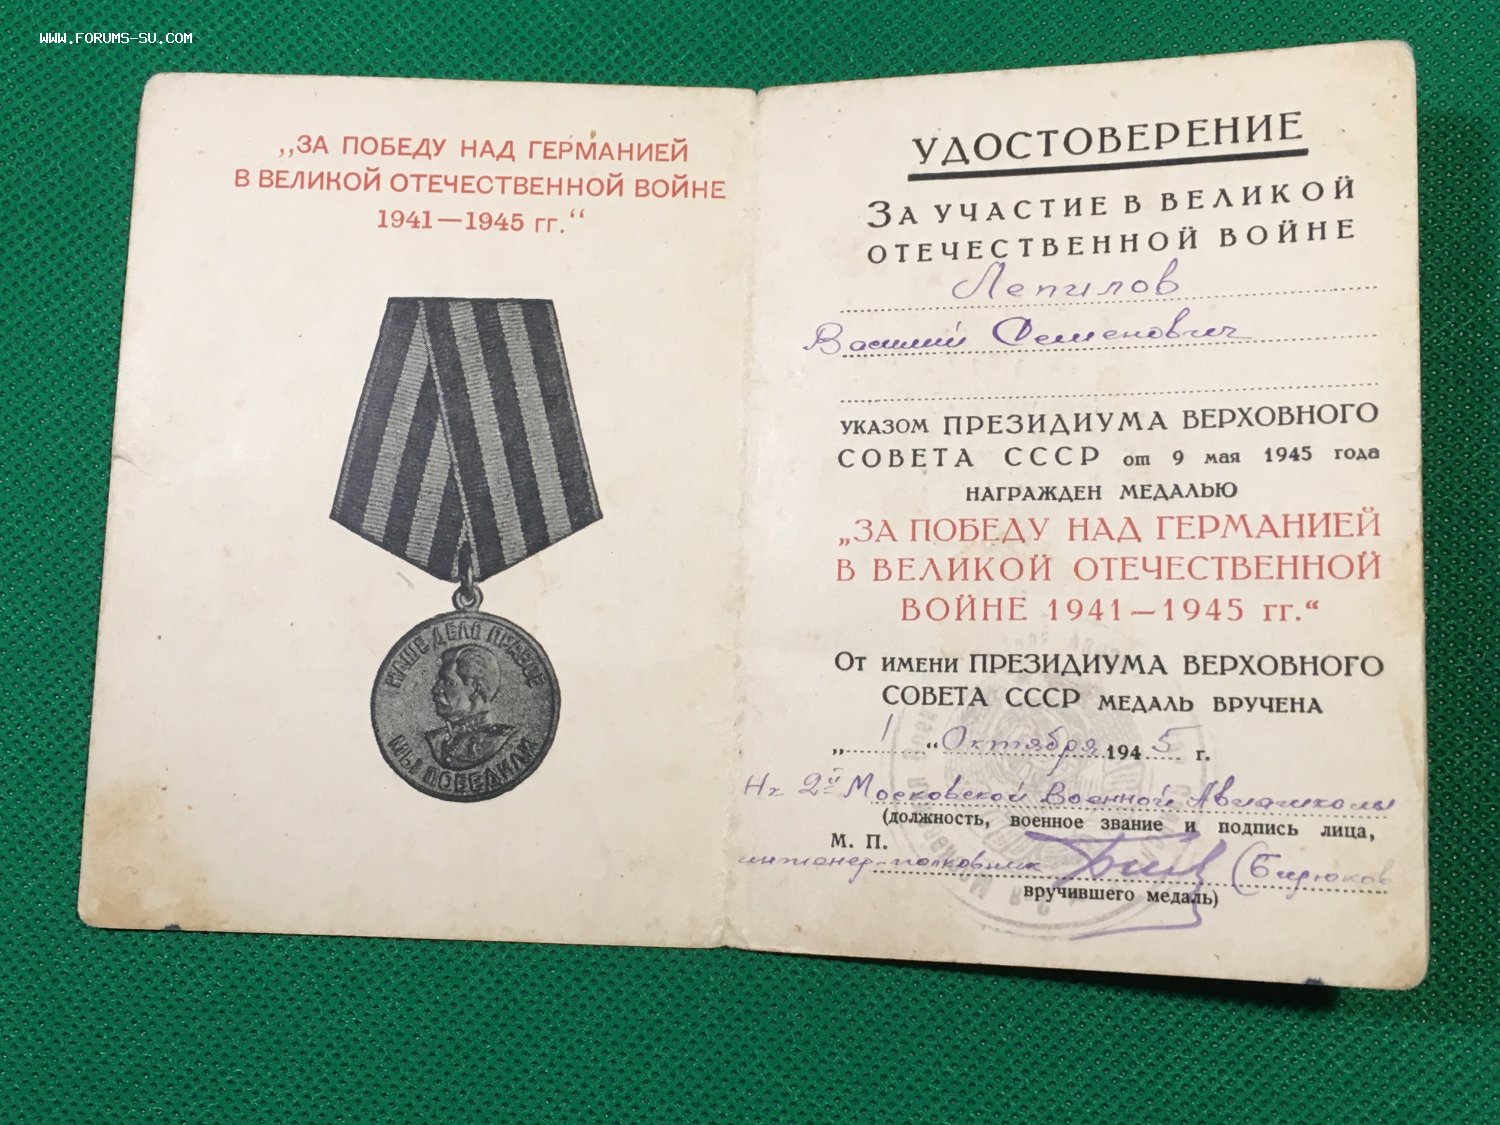 WWW.FORUMS-SU.COM
„ЗА ПОБЕДУ НАД ГЕРМАНИЕЙ
В ВЕЛИКОЙ ОТЕЧЕСТВЕННОЙ ВОЙНЕ
1941—1945 гг.“
НАШЕ ДЕЛО ПРАВОЕ
МЫ ПОБЕДИЛИ
УДОСТОВЕРЕНИЕ
ЗА УЧАСТИЕ В ВЕЛИКОЙ
ОТЕЧЕСТВЕННОЙ ВОЙНЕ
Лепилов
Василий Семенович
УКАЗОМ ПРЕЗИДИУМА ВЕРХОВНОГО
СОВЕТА СССР от 9 мая 1945 года
НАГРАЖДЕН МЕДАЛЬЮ
„ЗА ПОБЕДУ НАД ГЕРМАНИЕЙ
В ВЕЛИКОЙ ОТЕЧЕСТВЕННОЙ
ВОЙНЕ 1941—1945 гг.“
От имени ПРЕЗИДИУМА ВЕРХОВНОГО
СОВЕТА СССР МЕДАЛЬ ВРУЧЕНА
„1“ Октября 1945 г.
Нк 2й Московской Военной Авиашколы
(должность, военное звание и подпись лица,
М. П.
инженер-полковник (Бирюков
вручившего медаль)